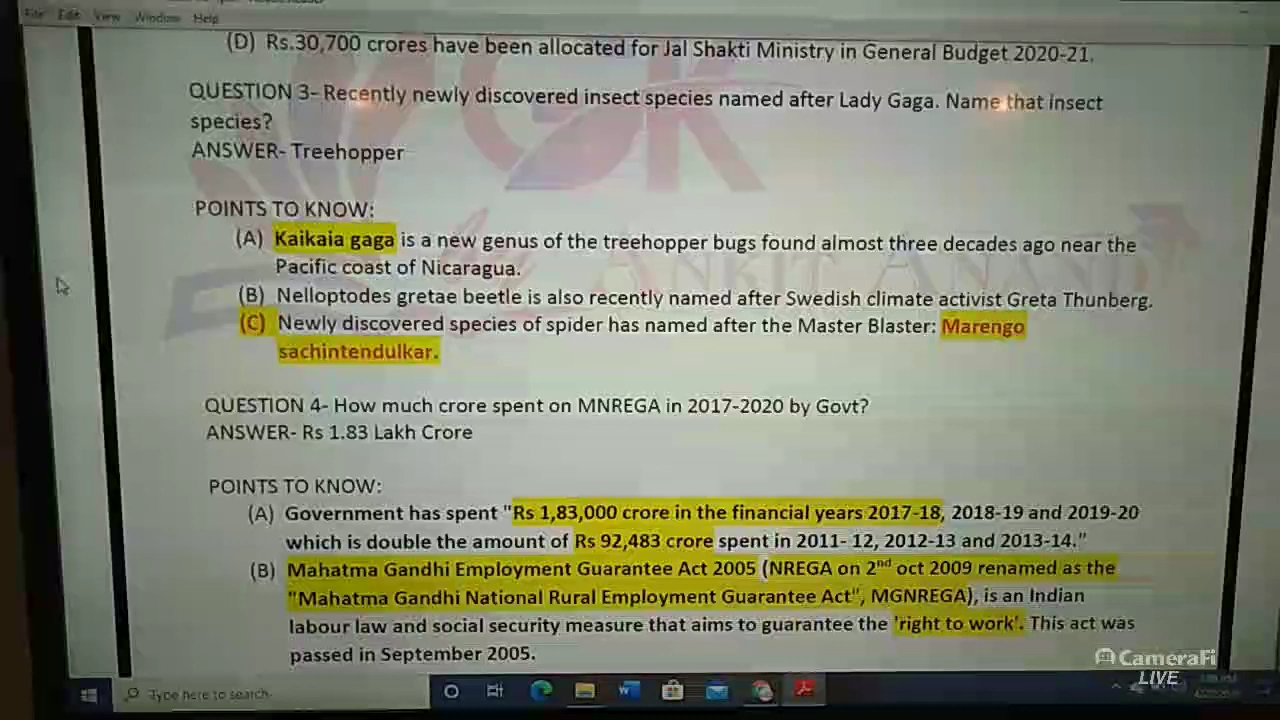 File Edit View Window Help
(D) Rs.30,700 crores have been allocated for Jal Shakti Ministry in General Budget 2020-21.
QUESTION 3- Recently newly discovered insect species named after Lady Gaga. Name that insect
species?
ANSWER- Treehopper
POINTS TO KNOW:
(A) Kaikaia gaga is a new genus of the treehopper bugs found almost three decades ago near the
Pacific coast of Nicaragua.
(B) Nelloptodes gretae beetle is also recently named after Swedish climate activist Greta Thunberg.
(C) Newly discovered species of spider has named after the Master Blaster: Marengo
sachintendulkar.
QUESTION 4- How much crore spent on MNREGA in 2017-2020 by Govt?
ANSWER- Rs 1.83 Lakh Crore
POINTS TO KNOW:
(A) Government has spent "Rs 1,83,000 crore in the financial years 2017-18, 2018-19 and 2019-20
which is double the amount of Rs 92,483 crore spent in 2011- 12, 2012-13 and 2013-14."
(B) Mahatma Gandhi Employment Guarantee Act 2005 (NREGA on 2nd oct 2009 renamed as the
"Mahatma Gandhi National Rural Employment Guarantee Act", MGNREGA), is an Indian
labour law and social security measure that aims to guarantee the 'right to work'. This act was
passed in September 2005.
GK
By ANKIT ANAND
CameraFi
LIVE
Type here to search